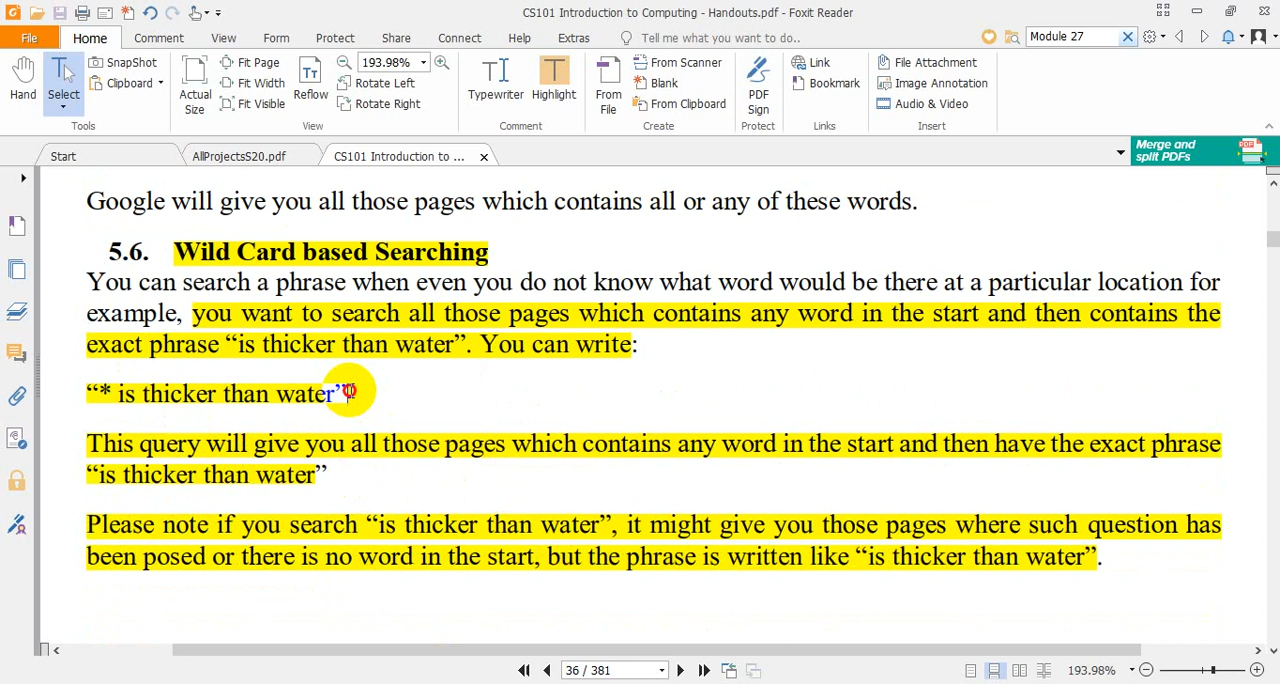 CS101 Introduction to Computing - Handouts.pdf - Foxit Reader
File Home Comment View Form Protect Share Connect Help Extras Tell me what you want to do.. Module 27
Hand Select SnapShot Clipboard Actual Size Fit Page Fit Width Fit Visible Reflow 193.98% Rotate Left Rotate Right Typewriter Highlight From File From Scanner Blank From Clipboard PDF Sign Link Bookmark File Attachment Image Annotation Audio & Video
Tools View Comment Create Protect Links Insert
Start AllProjectsS20.pdf CS101 Introduction to ... Merge and split PDFs
Google will give you all those pages which contains all or any of these words.
5.6. Wild Card based Searching
You can search a phrase when even you do not know what word would be there at a particular location for
example, you want to search all those pages which contains any word in the start and then contains the
exact phrase “is thicker than water”. You can write:
“* is thicker than water”
This query will give you all those pages which contains any word in the start and then have the exact phrase
“is thicker than water”
Please note if you search “is thicker than water”, it might give you those pages where such question has
been posed or there is no word in the start, but the phrase is written like “is thicker than water”.
36 / 381 193.98%